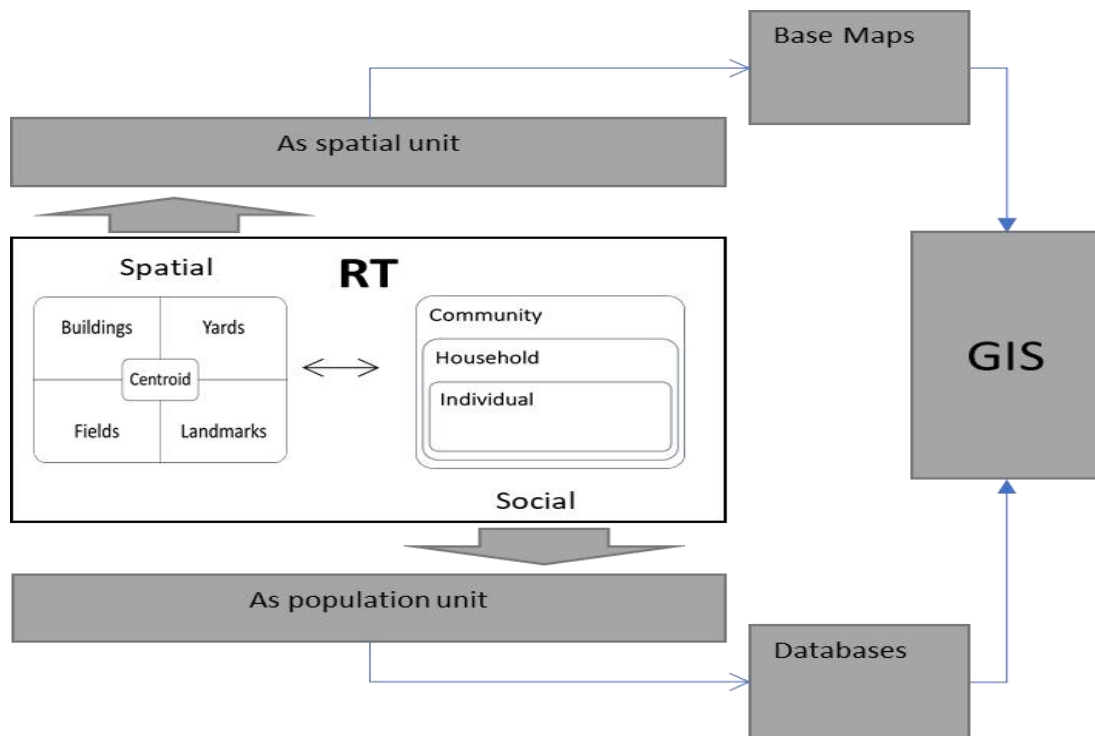 Base Maps
As spatial unit
Spatial
RT
Buildings
Yards
Centroid
Fields
Landmarks
Community
Household
Individual
Social
GIS
As population unit
Databases